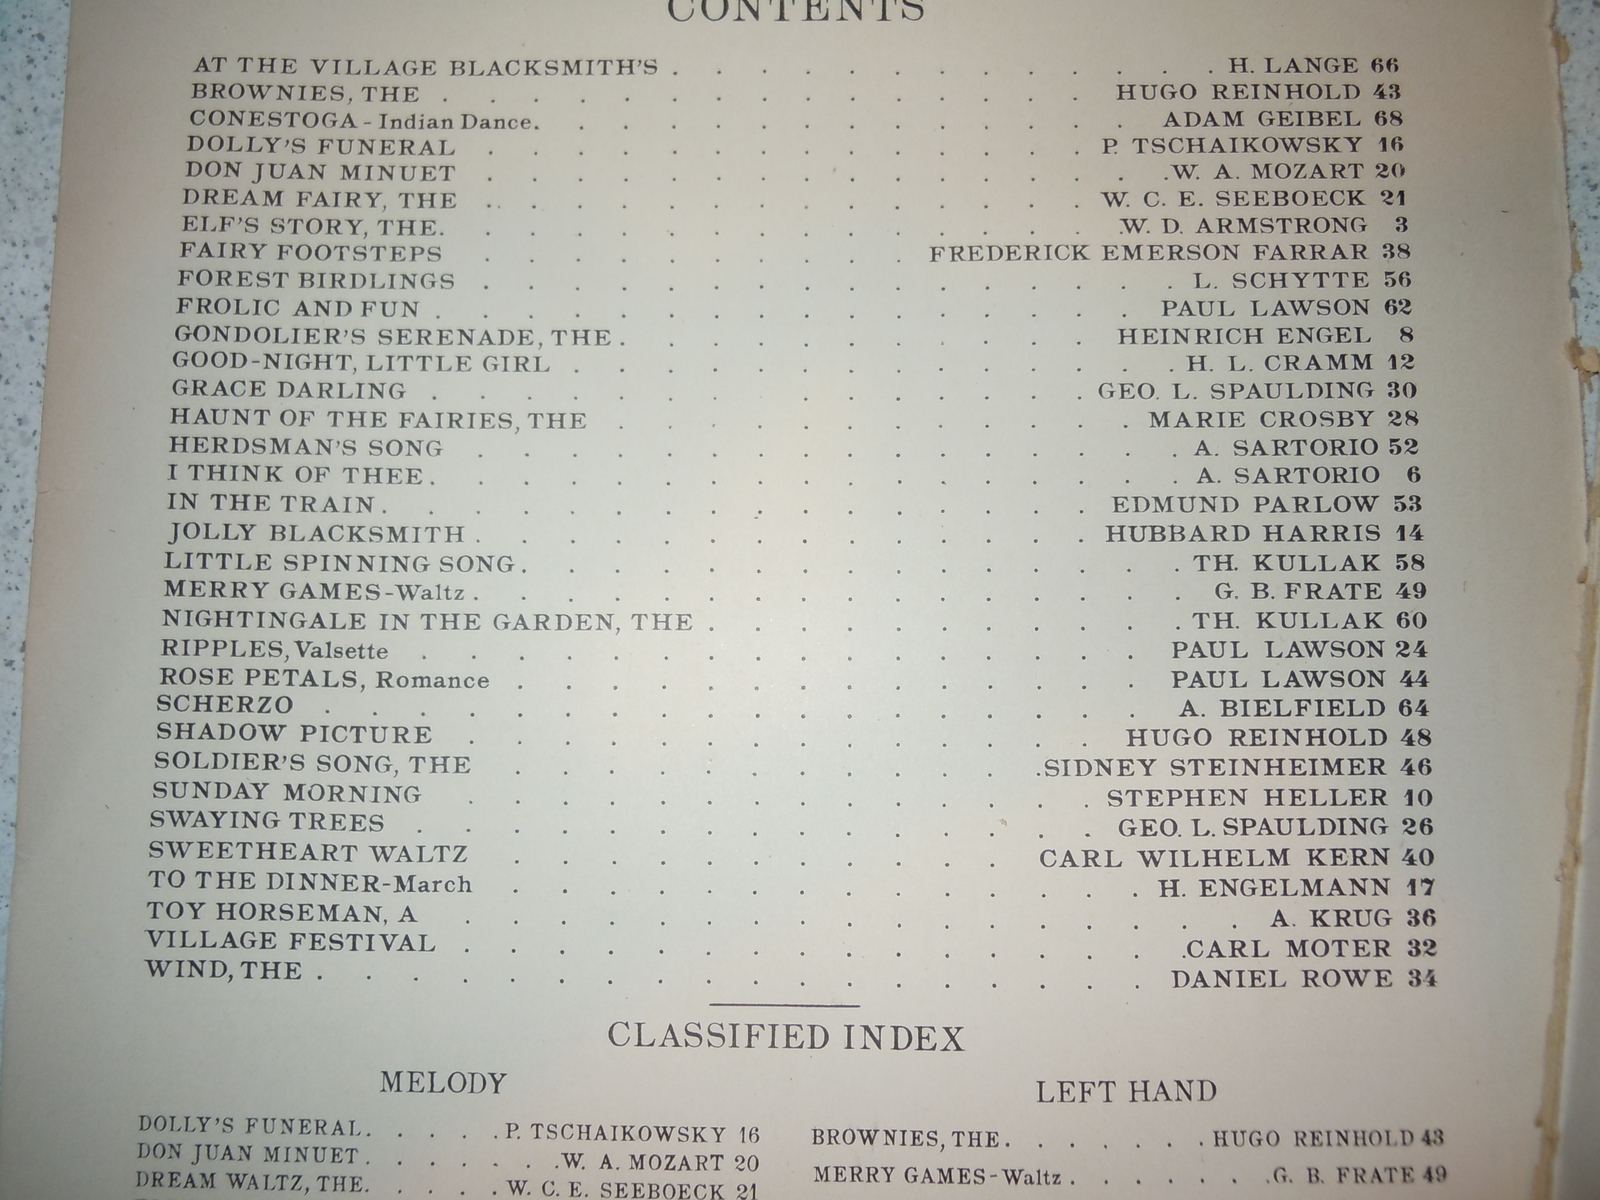 CONTENTS
AT THE VILLAGE BLACKSMITH'S . . . . . . . . . . . . H. LANGE 66
BROWNIES, THE . . . . . . . . . . . . . . HUGO REINHOLD 43
CONESTOGA - Indian Dance. . . . . . . . . . . . . ADAM GEIBEL 68
DOLLY'S FUNERAL . . . . . . . . . . . . . P. TSCHAIKOWSKY 16
DON JUAN MINUET . . . . . . . . . . . . . . W. A. MOZART 20
DREAM FAIRY, THE . . . . . . . . . . . . . W. C. E. SEEBOECK 21
ELF'S STORY, THE. . . . . . . . . . . . . . . W. D. ARMSTRONG 3
FAIRY FOOTSTEPS . . . . . . . . . . FREDERICK EMERSON FARRAR 38
FOREST BIRDLINGS . . . . . . . . . . . . . . . L. SCHYTTE 56
FROLIC AND FUN . . . . . . . . . . . . . . . PAUL LAWSON 62
GONDOLIER'S SERENADE, THE . . . . . . . . . . HEINRICH ENGEL 8
GOOD-NIGHT, LITTLE GIRL . . . . . . . . . . . . . H. L. CRAMM 12
GRACE DARLING . . . . . . . . . . . . . . GEO. L. SPAULDING 30
HAUNT OF THE FAIRIES, THE . . . . . . . . . . . MARIE CROSBY 28
HERDSMAN'S SONG . . . . . . . . . . . . . . . A. SARTORIO 52
I THINK OF THEE . . . . . . . . . . . . . . . . A. SARTORIO 6
IN THE TRAIN . . . . . . . . . . . . . . . EDMUND PARLOW 53
JOLLY BLACKSMITH . . . . . . . . . . . . . HUBBARD HARRIS 14
LITTLE SPINNING SONG . . . . . . . . . . . . . . TH. KULLAK 58
MERRY GAMES-Waltz . . . . . . . . . . . . . . . G. B. FRATE 49
NIGHTINGALE IN THE GARDEN, THE . . . . . . . . . . TH. KULLAK 60
RIPPLES, Valsette . . . . . . . . . . . . . . PAUL LAWSON 24
ROSE PETALS, Romance . . . . . . . . . . . . . PAUL LAWSON 44
SCHERZO . . . . . . . . . . . . . . . . . A. BIELFIELD 64
SHADOW PICTURE . . . . . . . . . . . . . . HUGO REINHOLD 48
SOLDIER'S SONG, THE . . . . . . . . . . . . SIDNEY STEINHEIMER 46
SUNDAY MORNING . . . . . . . . . . . . . . STEPHEN HELLER 10
SWAYING TREES . . . . . . . . . . . . . . . GEO. L. SPAULDING 26
SWEETHEART WALTZ . . . . . . . . . . . CARL WILHELM KERN 40
TO THE DINNER-March . . . . . . . . . . . . . . H. ENGELMANN 17
TOY HORSEMAN, A . . . . . . . . . . . . . . . . . A. KRUG 36
VILLAGE FESTIVAL . . . . . . . . . . . . . . . CARL MOTER 32
WIND, THE . . . . . . . . . . . . . . . . . DANIEL ROWE 34
CLASSIFIED INDEX
MELODY
DOLLY'S FUNERAL. . . . . P. TSCHAIKOWSKY 16
DON JUAN MINUET . . . . . . . W. A. MOZART 20
DREAM WALTZ, THE. . . . . W. C. E. SEEBOECK 21
LEFT HAND
BROWNIES, THE. . . . . . . . HUGO REINHOLD 43
MERRY GAMES-Waltz . . . . . . . G. B. FRATE 49